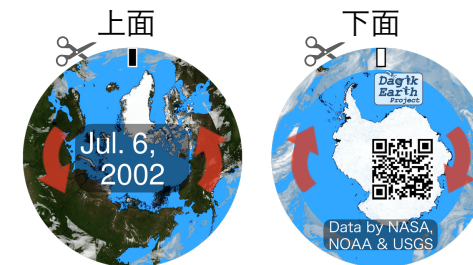 上面
下面
Jul. 6,
2002
Dagik
Earth
Project
Data by NASA,
NOAA & USGS